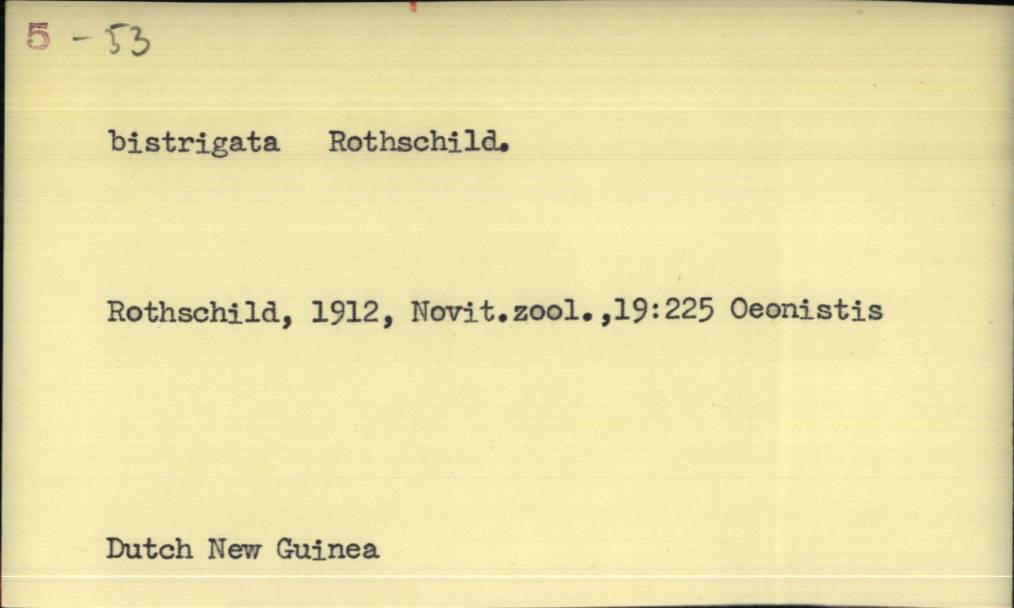 5 - 53
bistrigata Rothschild.
Rothschild, 1912, Novit.zool.,19:225 Oeonistis
Dutch New Guinea